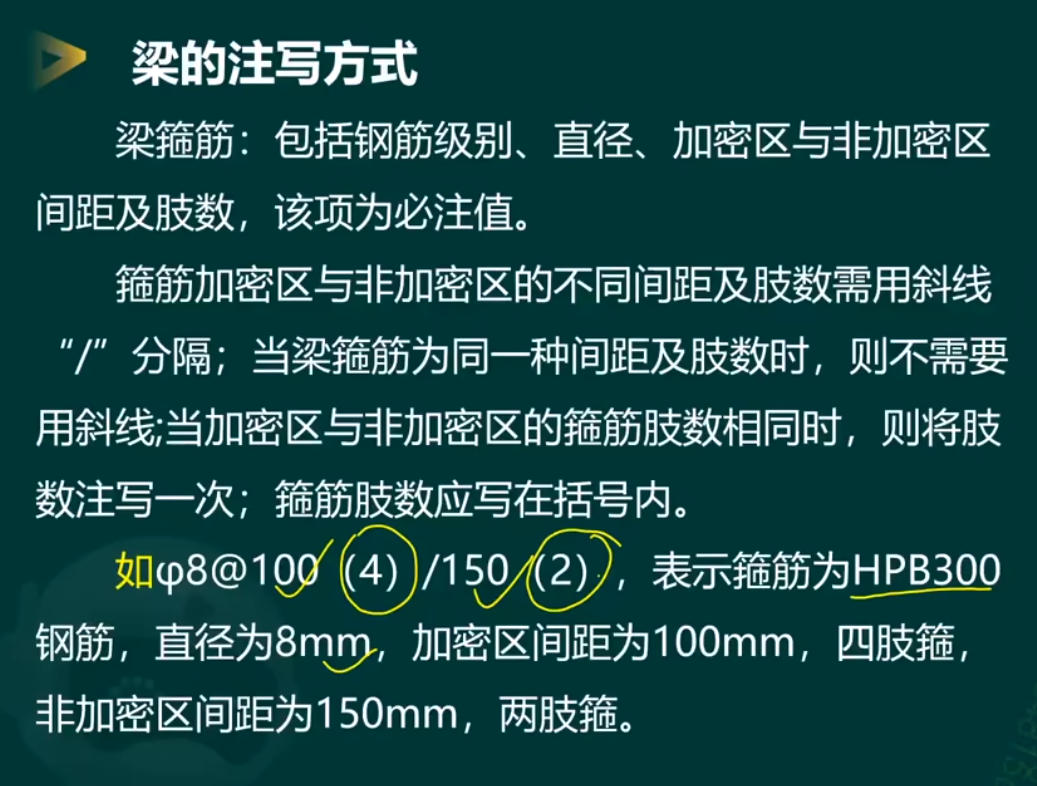 梁的注写方式
梁箍筋：包括钢筋级别、直径、加密区与非加密区
间距及肢数，该项为必注值。
箍筋加密区与非加密区的不同间距及肢数需用斜线
“/”分隔；当梁箍筋为同一种间距及肢数时，则不需要
用斜线;当加密区与非加密区的箍筋肢数相同时，则将肢
数注写一次；箍筋肢数应写在括号内。
如φ8@100（4）/150（2），表示箍筋为HPB300
钢筋，直径为8mm，加密区间距为100mm，四肢箍，
非加密区间距为150mm，两肢箍。